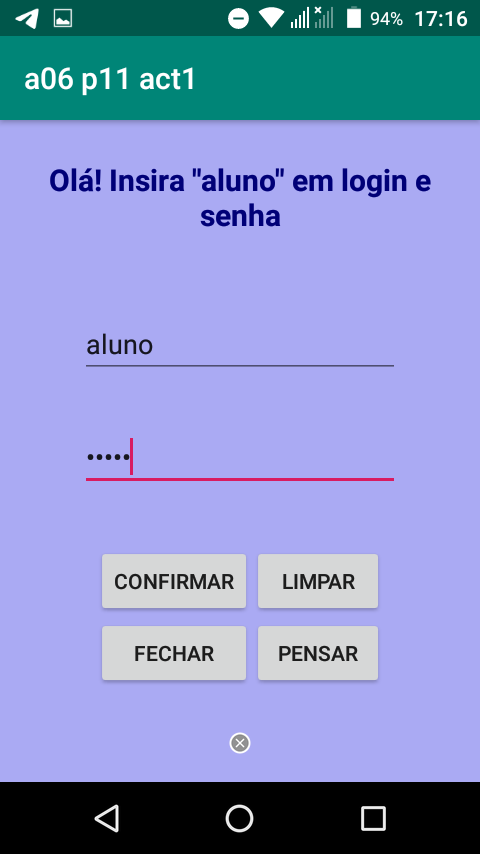 94% 17:16
a06 p11 act1
Olá! Insira "aluno" em login e
senha
aluno
•••••
CONFIRMAR LIMPAR
FECHAR PENSAR